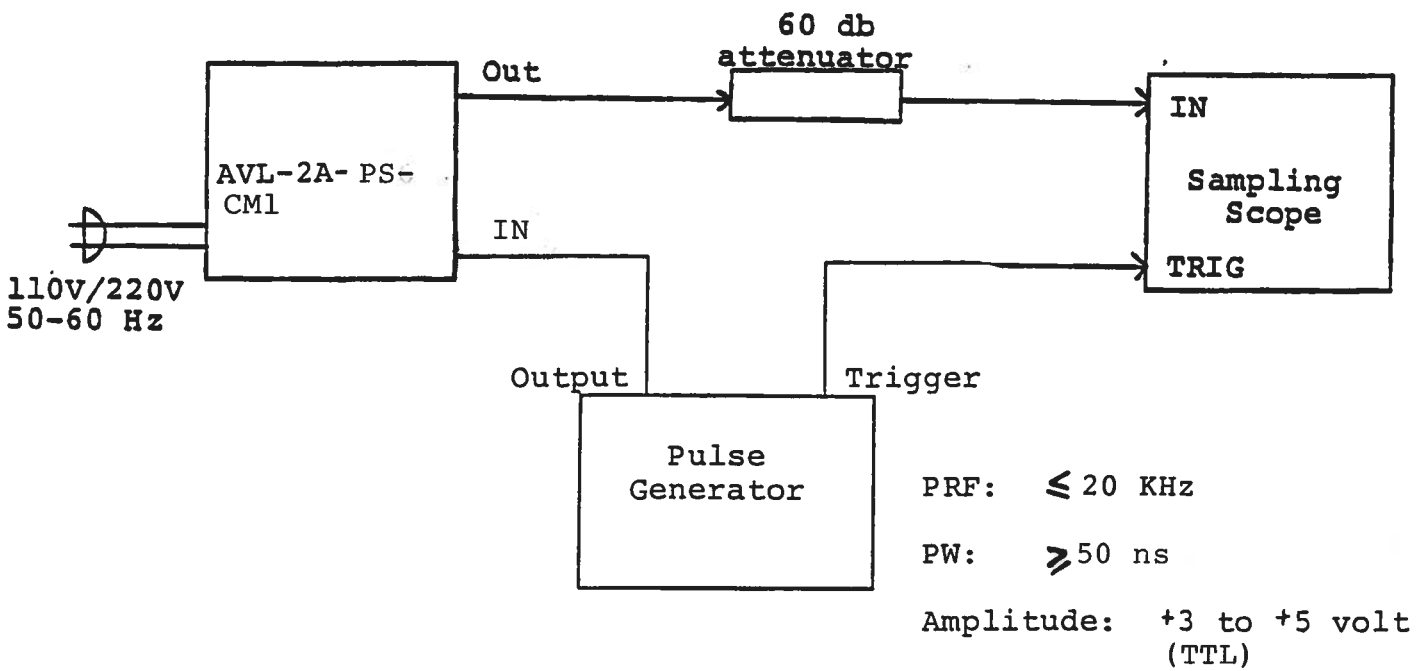 60 db
attenuator
Out
IN
AVL-2A-PS-
CM1
Sampling
Scope
IN
TRIG
110V/220V
50-60 Hz
Output
Trigger
Pulse
Generator
PRF: ≤ 20 KHz
PW: ≥ 50 ns
Amplitude: +3 to +5 volt
(TTL)